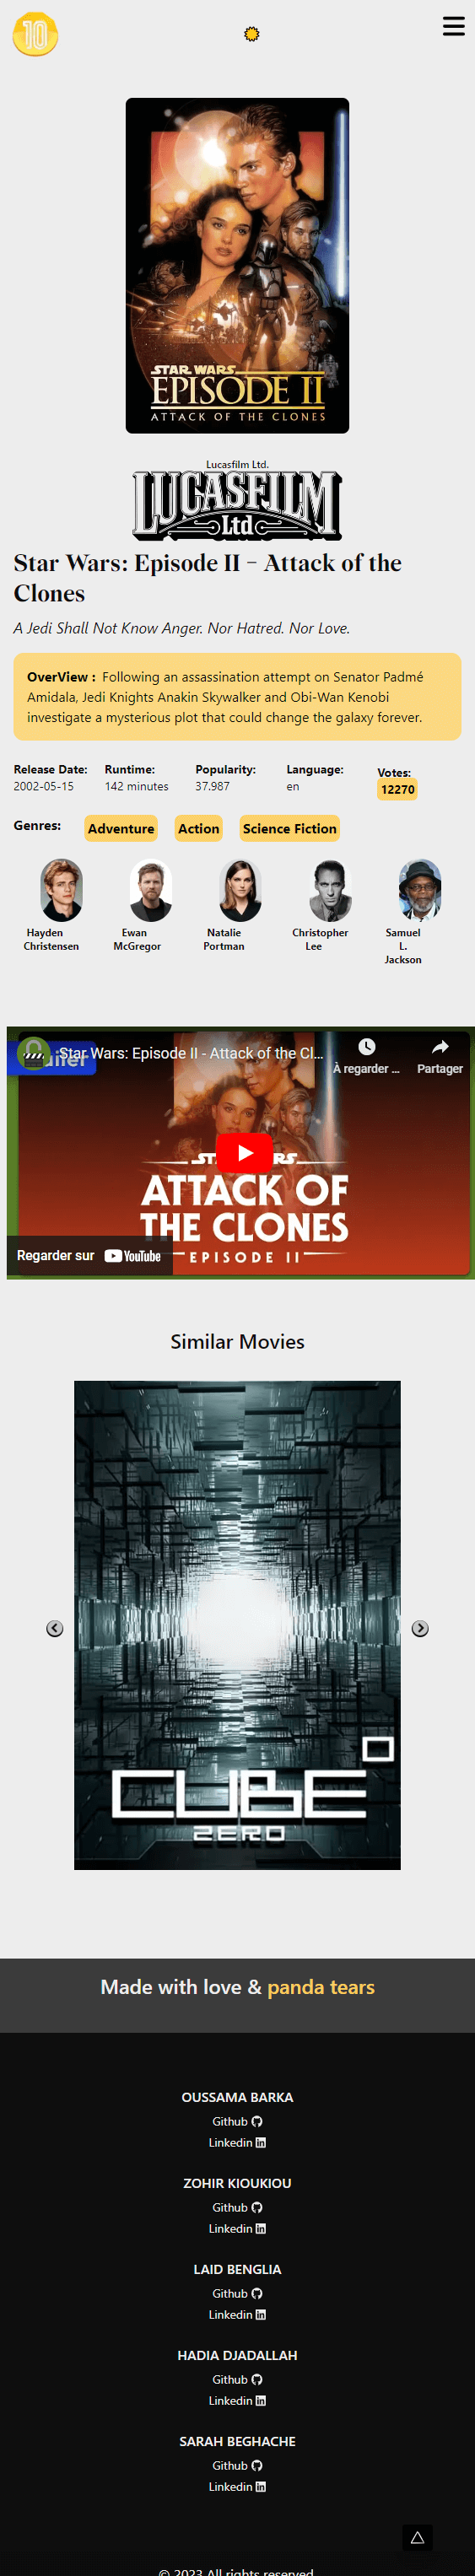 10
STAR WARS
EPISODE II
ATTACK OF THE CLONES
Lucasfilm Ltd.
LUCASFILM
Ltd
Star Wars: Episode II - Attack of the
Clones
A Jedi Shall Not Know Anger. Nor Hatred. Nor Love.
OverView : Following an assassination attempt on Senator Padmé
Amidala, Jedi Knights Anakin Skywalker and Obi-Wan Kenobi
investigate a mysterious plot that could change the galaxy forever.
Release Date: Runtime: Popularity: Language: Votes:
2002-05-15 142 minutes 37.987 en 12270
Genres: Adventure Action Science Fiction
Hayden Ewan Natalie Christopher Samuel
Christensen McGregor Portman Lee L.
Jackson
Star Wars: Episode II - Attack of the Cl...
À regarder ... Partager
ATTACK OF
THE CLONES
EPISODE II
Regarder sur YouTube
Similar Movies
CUBE
ZERO
Made with love & panda tears
OUSSAMA BARKA
Github
Linkedin
ZOHIR KIOUKIOU
Github
Linkedin
LAID BENGLIA
Github
Linkedin
HADIA DJADALLAH
Github
Linkedin
SARAH BEGHACHE
Github
Linkedin
© 2023 All rights reserved